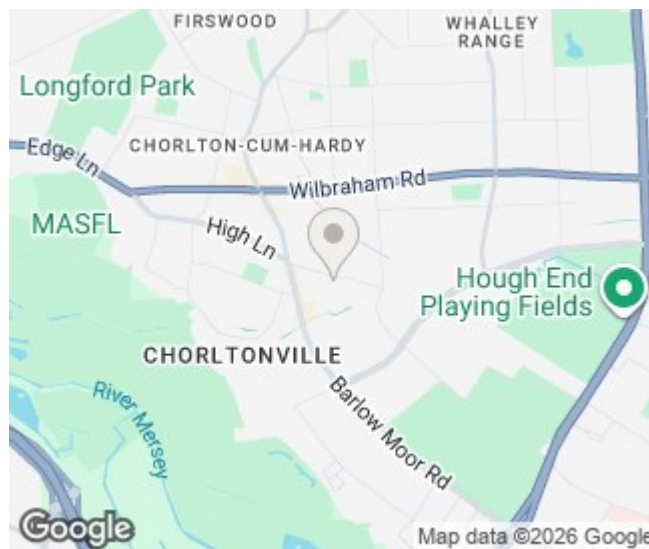 FIRSWOOD
WHALLEY
RANGE
Longford Park
CHORLTON-CUM-HARDY
Edge Ln
Wilbraham Rd
MASFL
High Ln
Hough End
Playing Fields
CHORLTONVILLE
River Mersey
Barlow Moor Rd
Google
Map data ©2026 Google